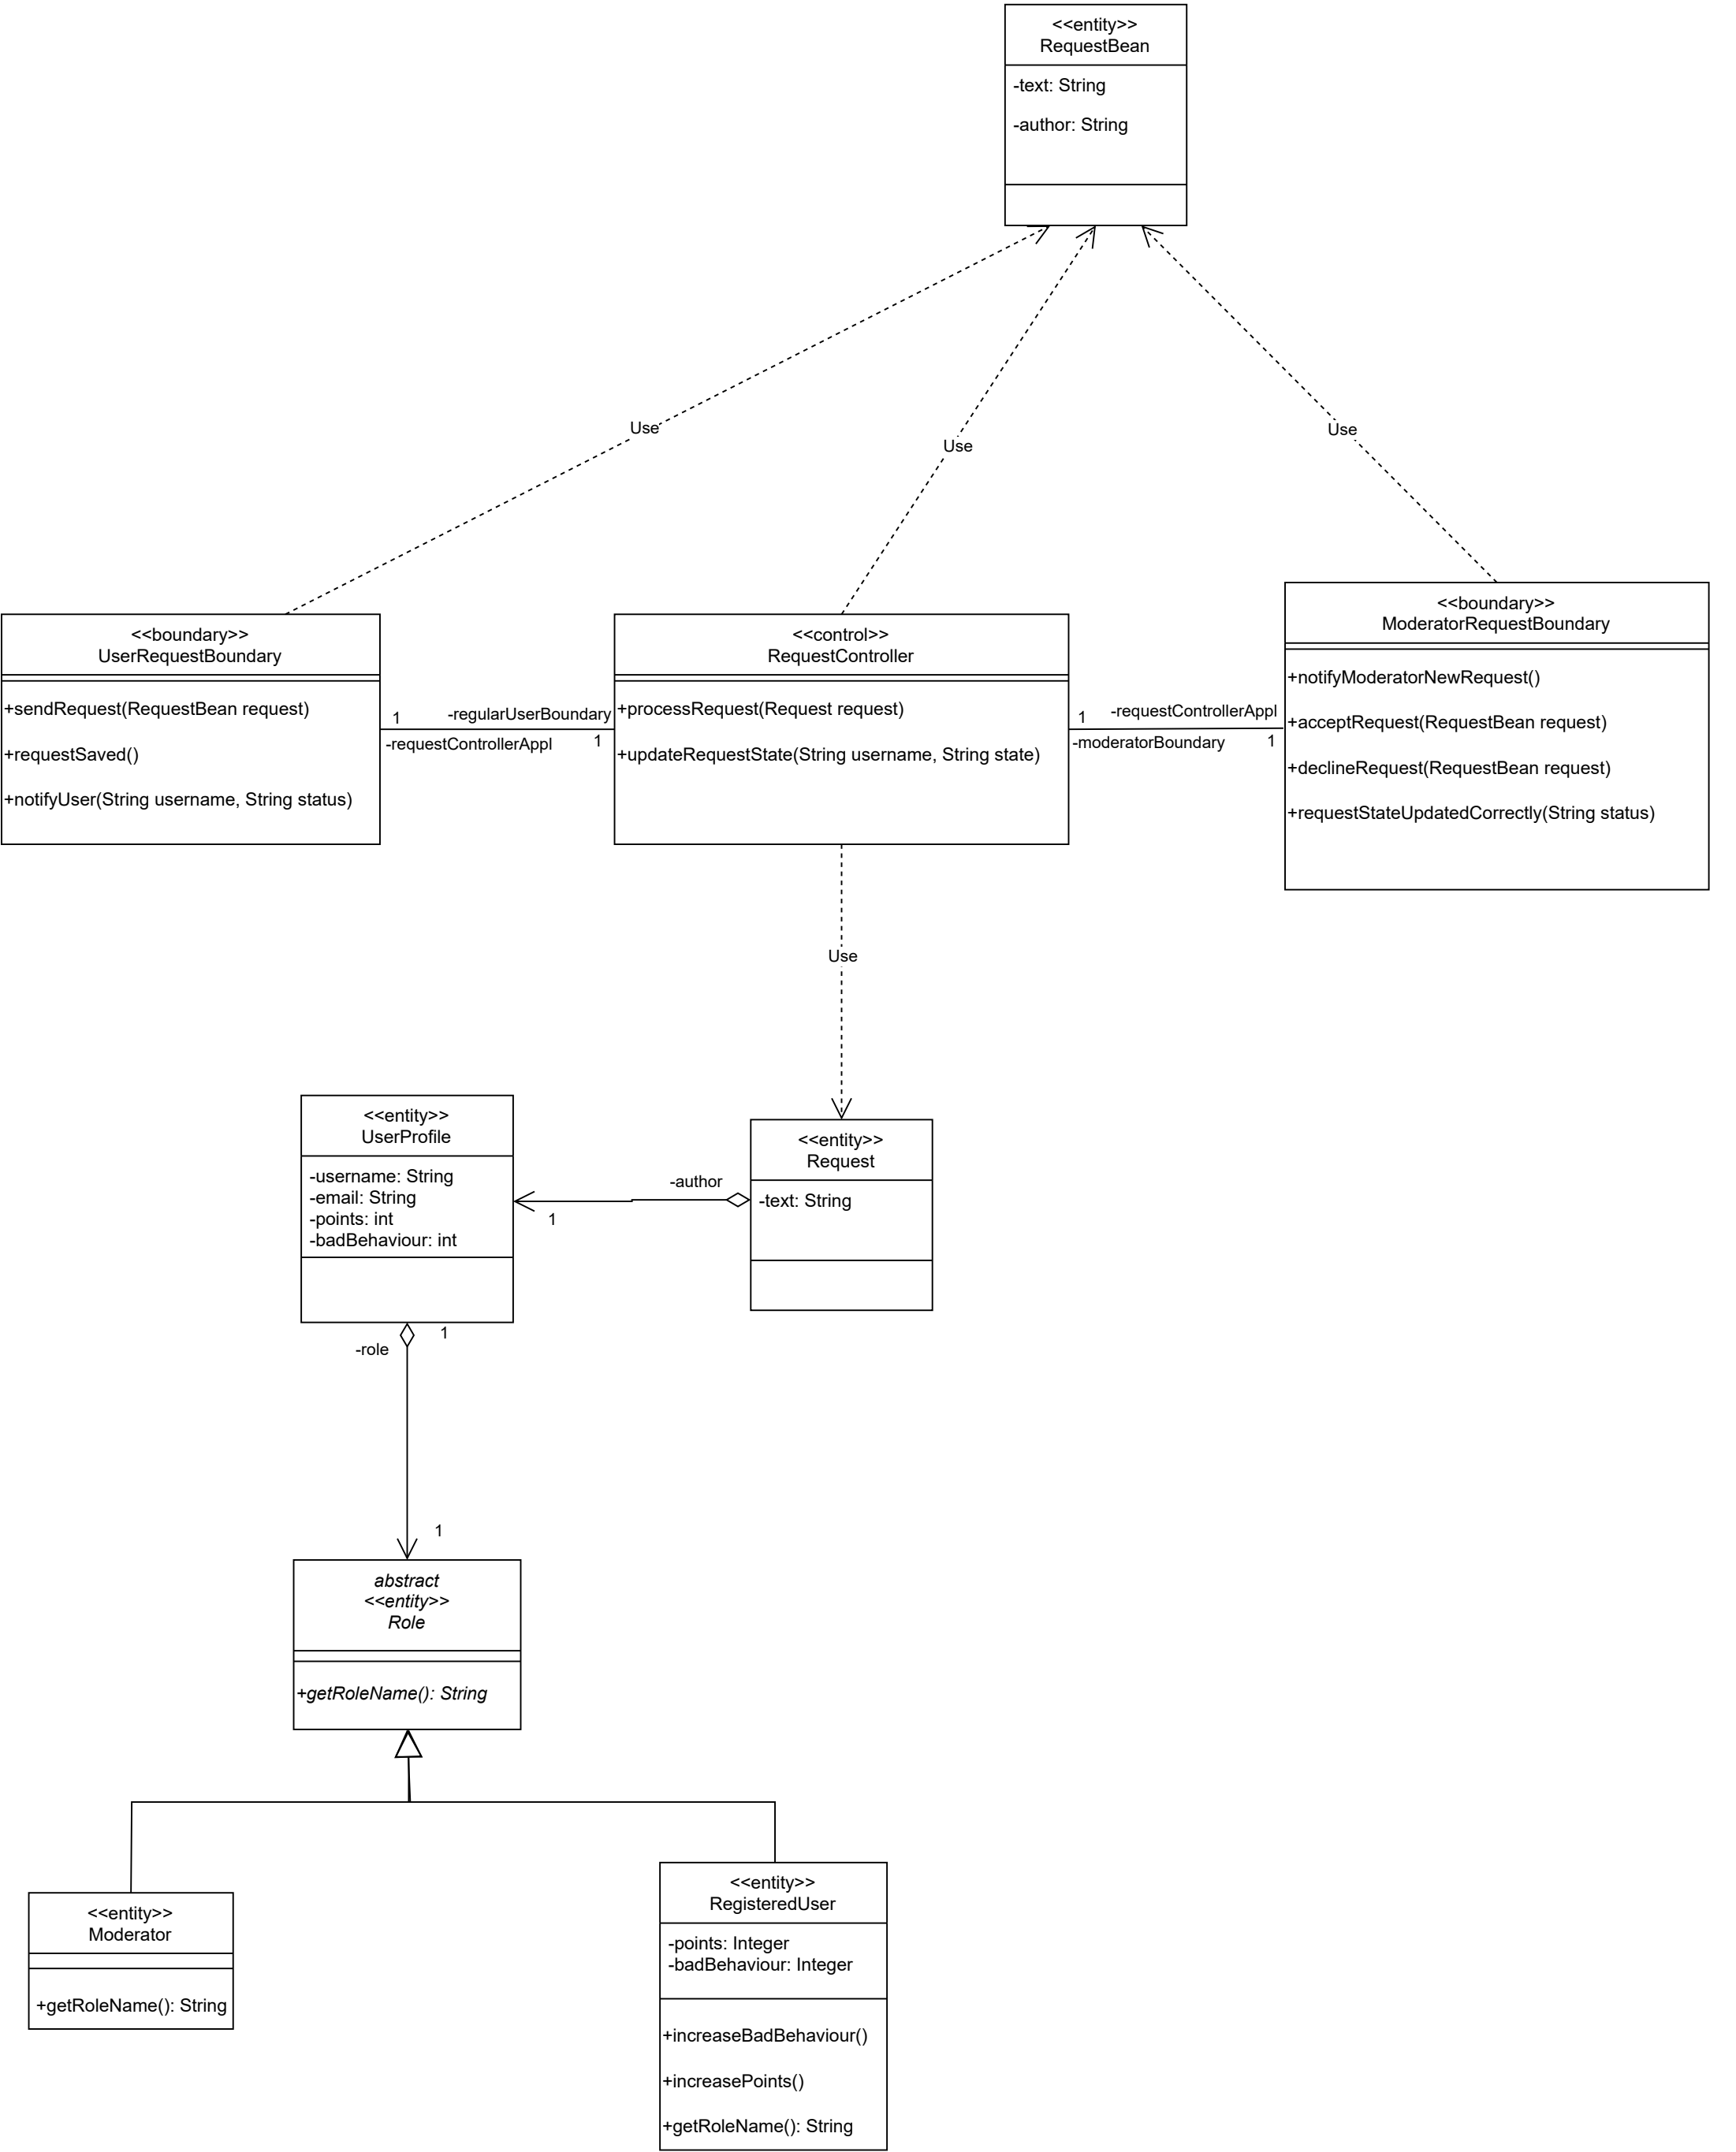 <<entity>>
RequestBean
-text: String
-author: String
Use
Use
Use
<<boundary>>
UserRequestBoundary
+sendRequest(RequestBean request)
+requestSaved()
+notifyUser(String username, String status)
1
-regularUserBoundary
-requestControllerAppl
1
<<control>>
RequestController
+processRequest(Request request)
+updateRequestState(String username, String state)
1
-requestControllerAppl
-moderatorBoundary
1
<<boundary>>
ModeratorRequestBoundary
+notifyModeratorNewRequest()
+acceptRequest(RequestBean request)
+declineRequest(RequestBean request)
+requestStateUpdatedCorrectly(String status)
Use
<<entity>>
UserProfile
-username: String
-email: String
-points: int
-badBehaviour: int
-author
1
<<entity>>
Request
-text: String
1
-role
1
abstract
<<entity>>
Role
+getRoleName(): String
<<entity>>
Moderator
+getRoleName(): String
<<entity>>
RegisteredUser
-points: Integer
-badBehaviour: Integer
+increaseBadBehaviour()
+increasePoints()
+getRoleName(): String